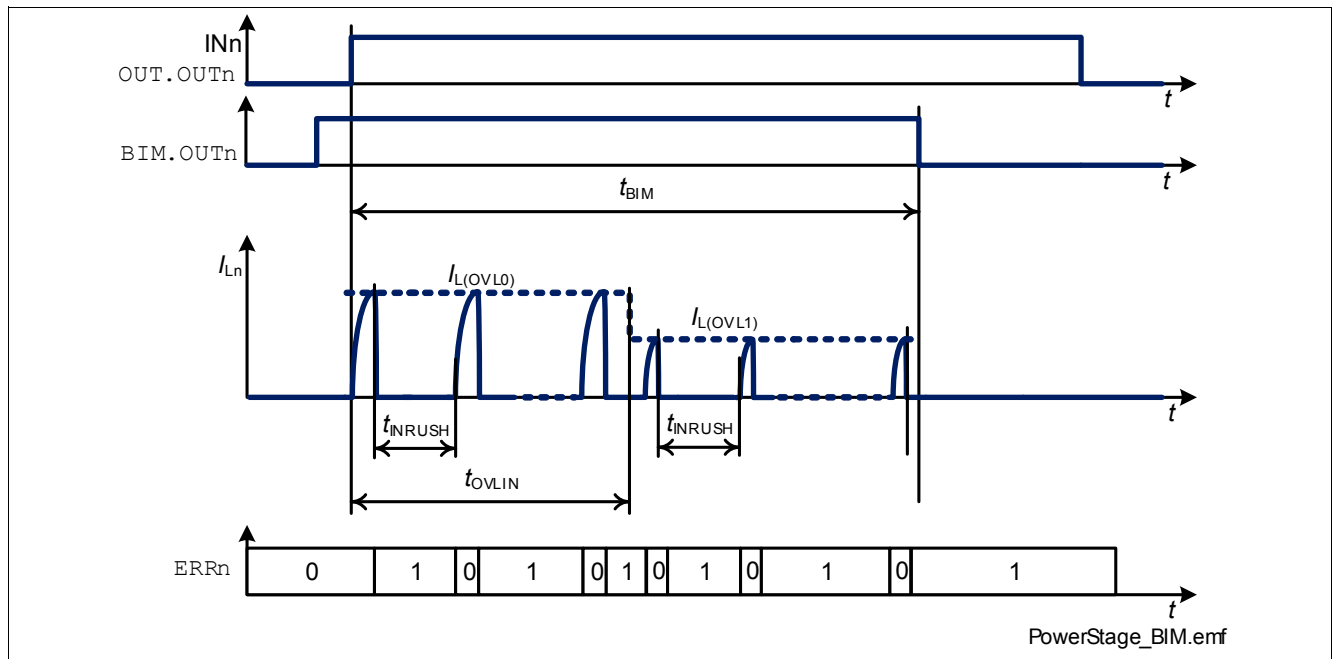 INn
OUT.OUTn
t
BIM.OUTn
t
tBIM
ILn
IL(OVL0)
IL(OVL1)
t
tINRUSH
tINRUSH
tOVLIN
ERRn
0 1 0 1 0 1 0 1 0 1 0 1
t
PowerStage_BIM.emf